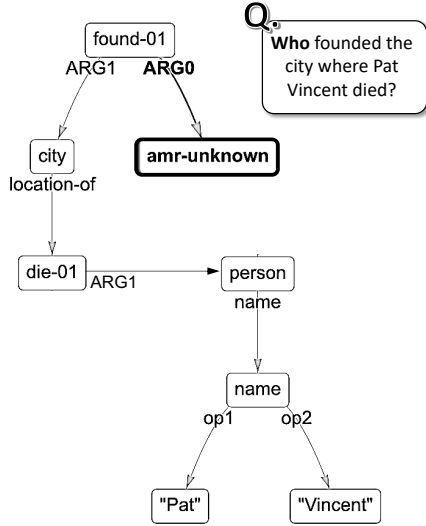 Q.
Who founded the
city where Pat
Vincent died?
found-01
ARG1 ARG0
city
amr-unknown
location-of
die-01
ARG1
person
name
name
op1 op2
"Pat" "Vincent"